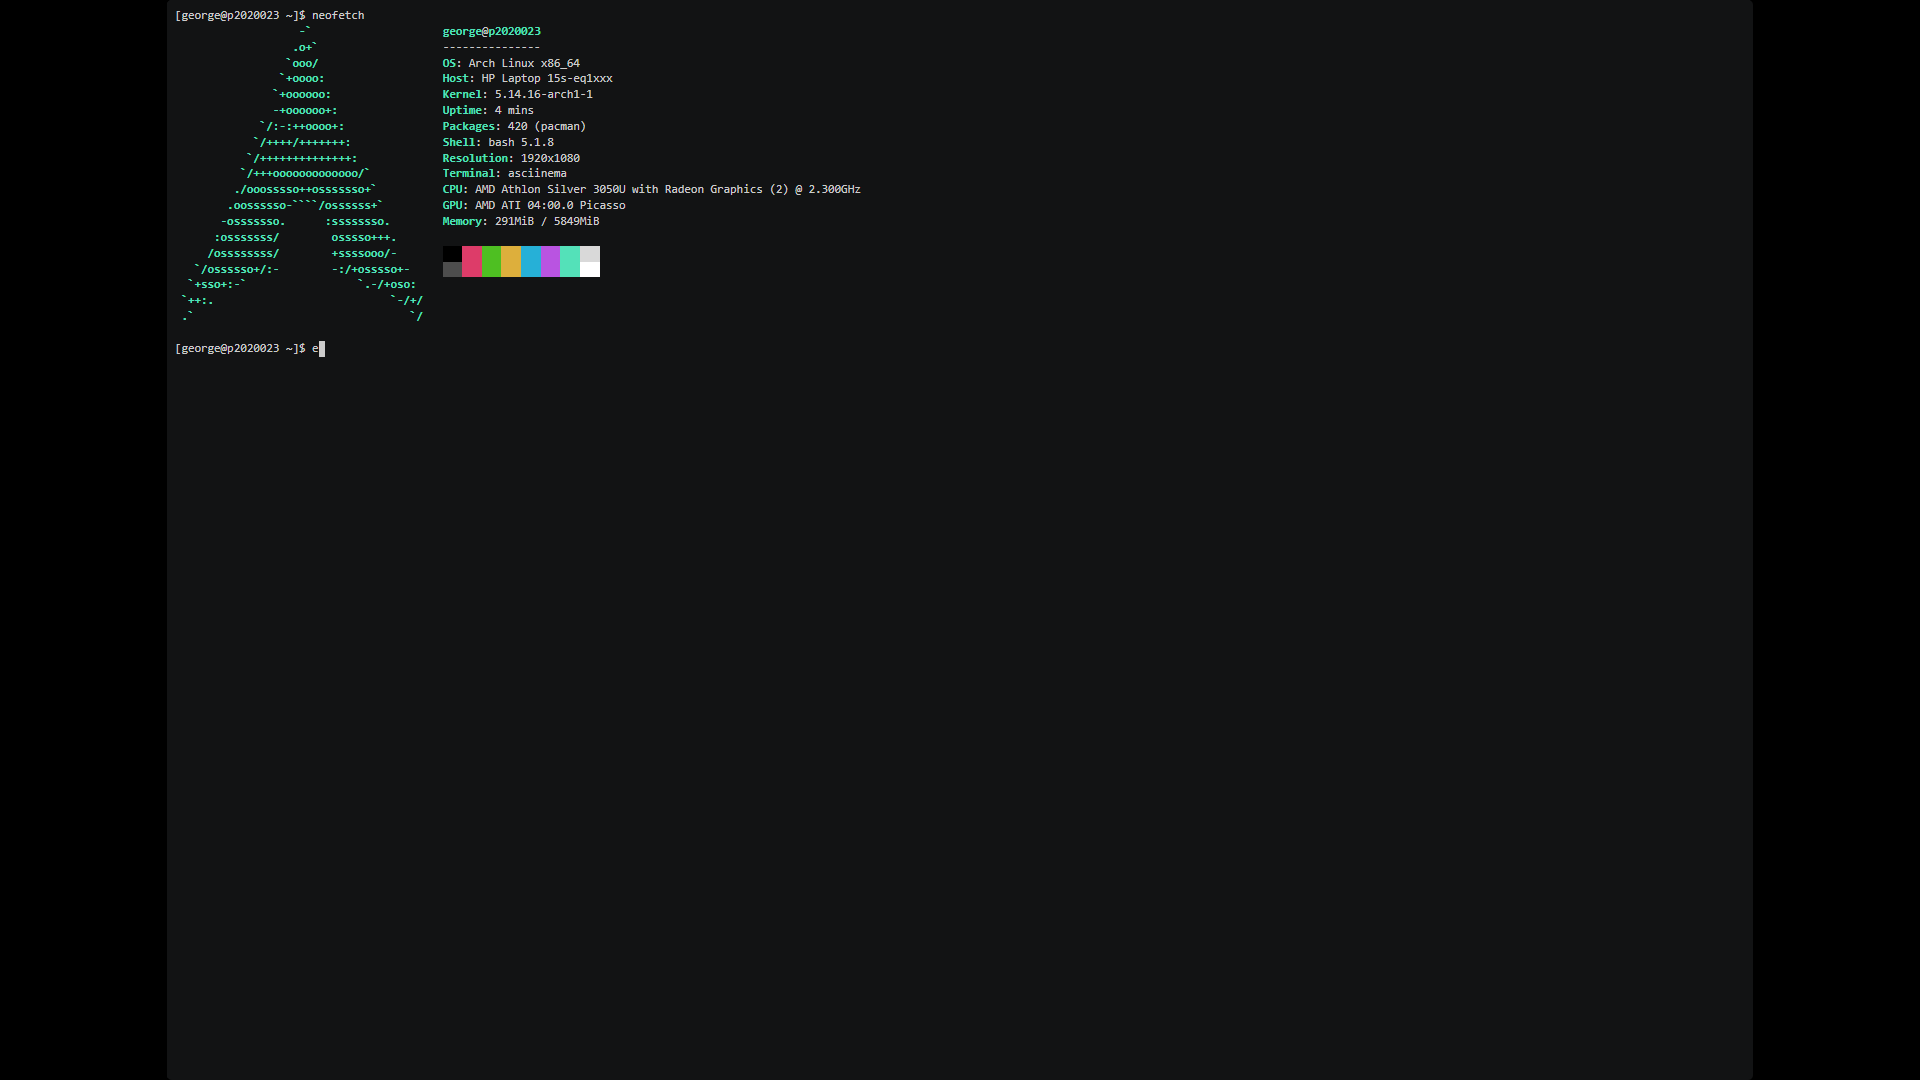 [george@p2020023 ~]$ neofetch
                   -`                    george@p2020023
                  .o+`                   ---------------
                 `ooo/                   OS: Arch Linux x86_64
                `+oooo:                  Host: HP Laptop 15s-eq1xxx
               `+oooooo:                 Kernel: 5.14.16-arch1-1
               -+oooooo+:                Uptime: 4 mins
             `/:-:++oooo+:               Packages: 420 (pacman)
            `/++++/+++++++:              Shell: bash 5.1.8
           `/++++++++++++++:             Resolution: 1920x1080
          `/+++ooooooooooooo/`           Terminal: asciinema
         ./ooosssso++osssssso+`          CPU: AMD Athlon Silver 3050U with Radeon Graphics (2) @ 2.300GHz
        .oossssso-````/ossssss+`         GPU: AMD ATI 04:00.0 Picasso
       -osssssso.      :ssssssso.        Memory: 291MiB / 5849MiB
      :osssssss/        osssso+++.
     /ossssssss/        +ssssooo/-
   `/ossssso+/:-        -:/+osssso+-
  `+sso+:-`                 `.-/+oso:
 `++:.                           `-/+/
 .`                                 `/
[george@p2020023 ~]$ e